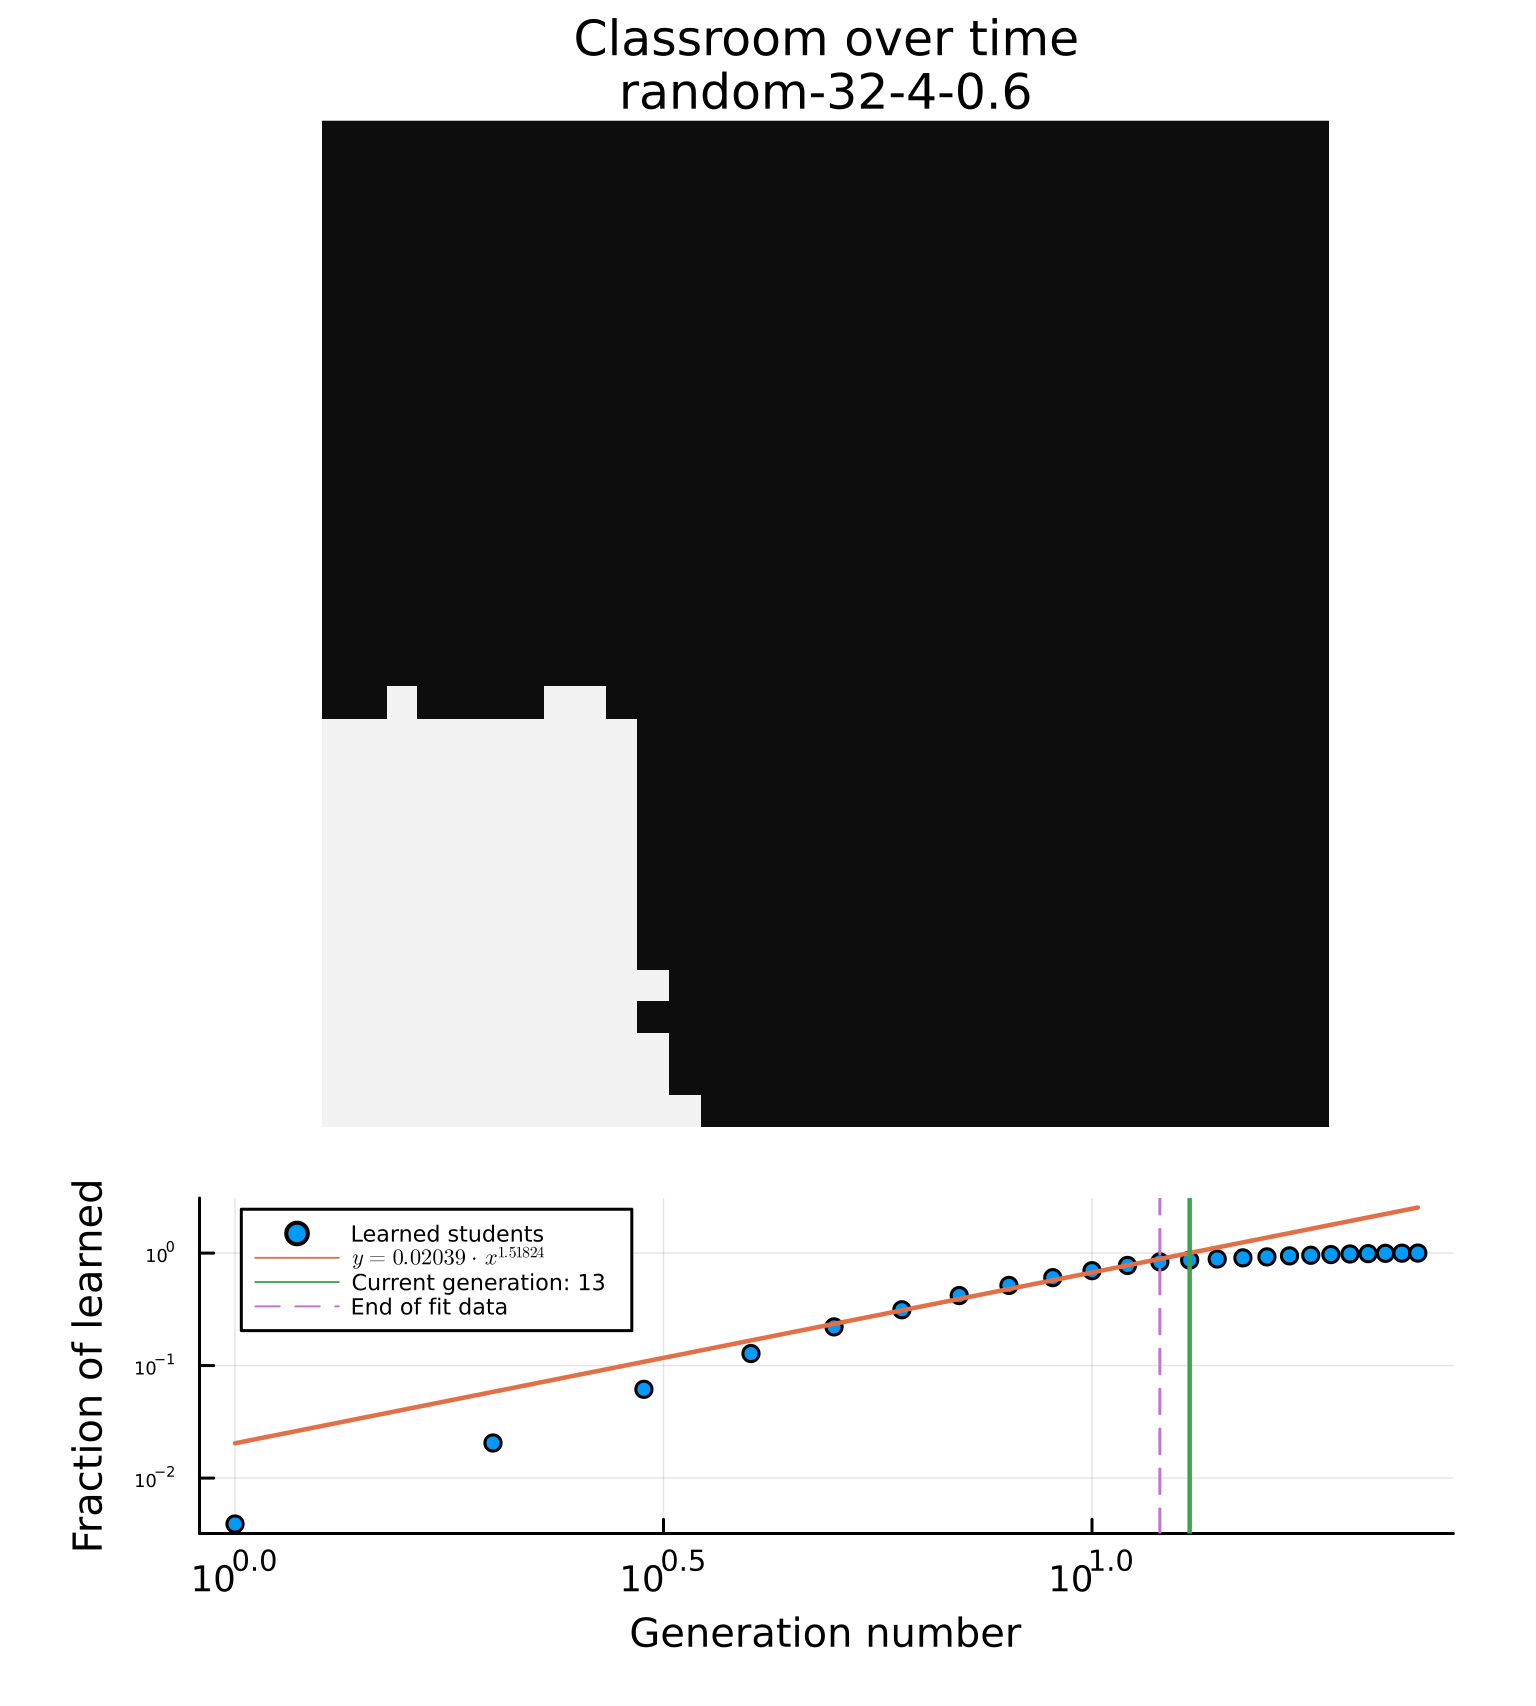 Classroom over time
random-32-4-0.6
Fraction of learned
Learned students
y = 0.02039 · x^1.51824
Current generation: 13
End of fit data
10^0
10^−1
10^−2
10^0.0
10^0.5
10^1.0
Generation number